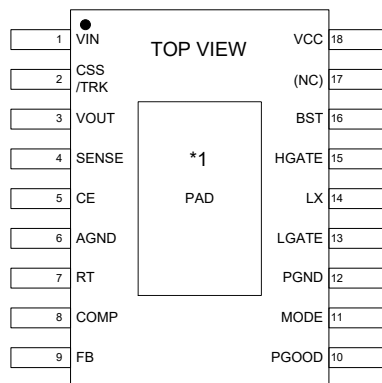 TOP VIEW
1 VIN
2 CSS
/TRK
3 VOUT
4 SENSE
5 CE
6 AGND
7 RT
8 COMP
9 FB
*1
PAD
VCC 18
(NC) 17
BST 16
HGATE 15
LX 14
LGATE 13
PGND 12
MODE 11
PGOOD 10